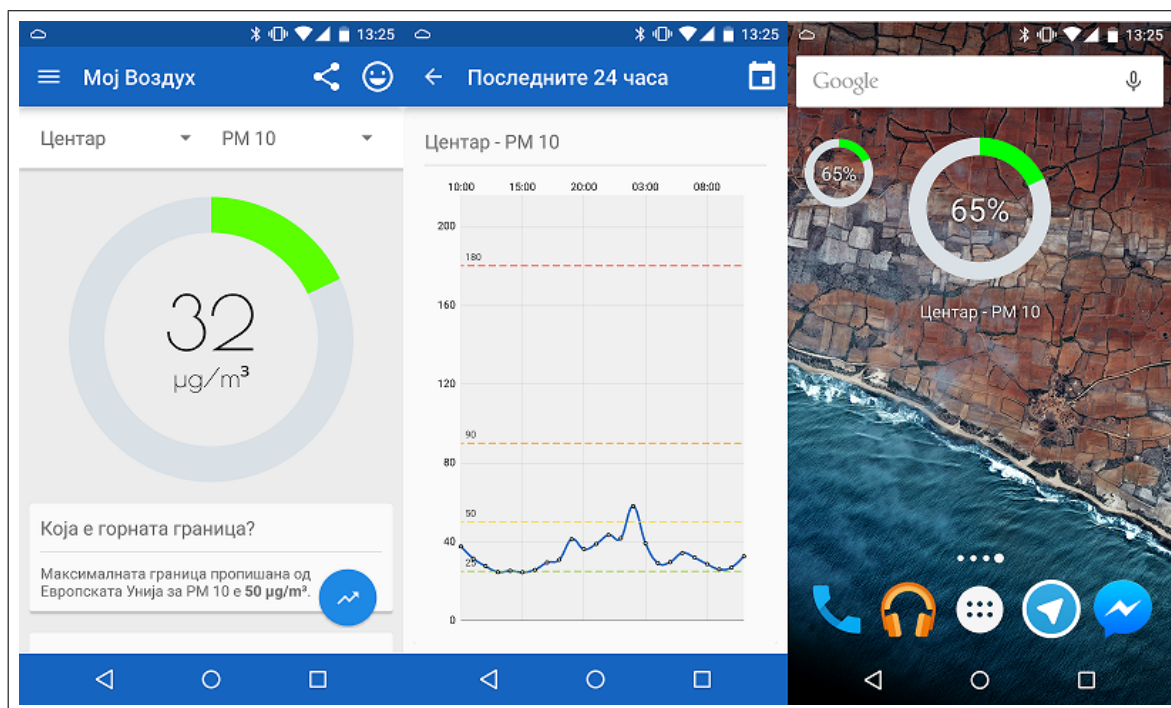 13:25
Мој Воздух
Центар
PM 10
32
µg/m³
Која е горната граница?
Максималната граница пропишана од
Европската Унија за PM 10 е 50 µg/m³.
13:25
Последните 24 часа
Центар - PM 10
10:00 15:00 20:00 03:00 08:00
200
180
160
120
90
80
50
40
25
0
13:25
Google
65%
65%
Центар - PM 10